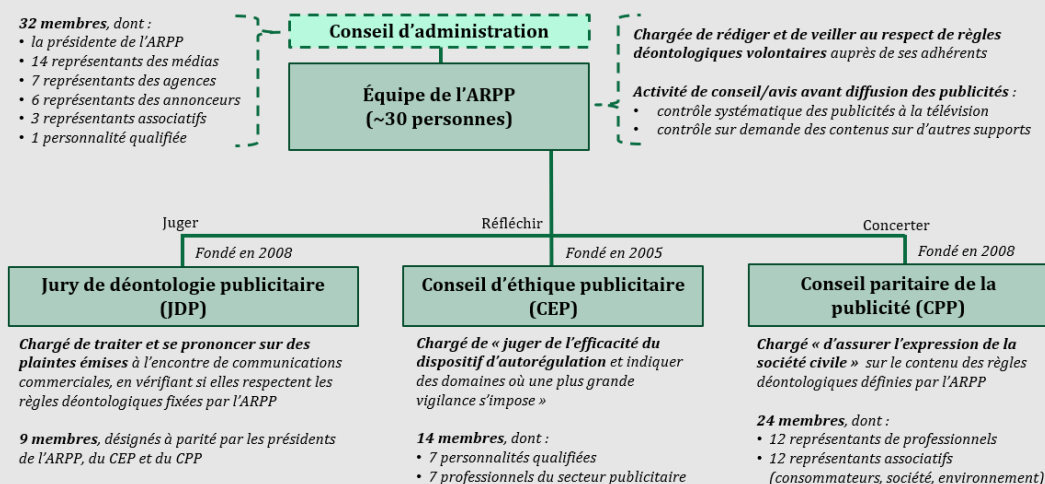 32 membres, dont :
• la présidente de l'ARPP
• 14 représentants des médias
• 7 représentants des agences
• 6 représentants des annonceurs
• 3 représentants associatifs
• 1 personnalité qualifiée
Conseil d'administration
Équipe de l'ARPP
(~30 personnes)
Chargée de rédiger et de veiller au respect de règles
déontologiques volontaires auprès de ses adhérents
Activité de conseil/avis avant diffusion des publicités :
• contrôle systématique des publicités à la télévision
• contrôle sur demande des contenus sur d'autres supports
Juger
Réfléchir
Concerter
Fondé en 2008
Fondé en 2005
Fondé en 2008
Jury de déontologie publicitaire
(JDP)
Chargé de traiter et se prononcer sur des
plaintes émises à l'encontre de communications
commerciales, en vérifiant si elles respectent les
règles déontologiques fixées par l'ARPP
9 membres, désignés à parité par les présidents
de l'ARPP, du CEP et du CPP
Conseil d'éthique publicitaire
(CEP)
Chargé de « juger de l'efficacité du
dispositif d'autorégulation et indiquer
des domaines où une plus grande
vigilance s'impose »
14 membres, dont :
• 7 personnalités qualifiées
• 7 professionnels du secteur publicitaire
Conseil paritaire de la
publicité (CPP)
Chargé « d'assurer l'expression de la
société civile » sur le contenu des règles
déontologiques définies par l'ARPP
24 membres, dont :
• 12 représentants de professionnels
• 12 représentants associatifs
(consommateurs, société, environnement)